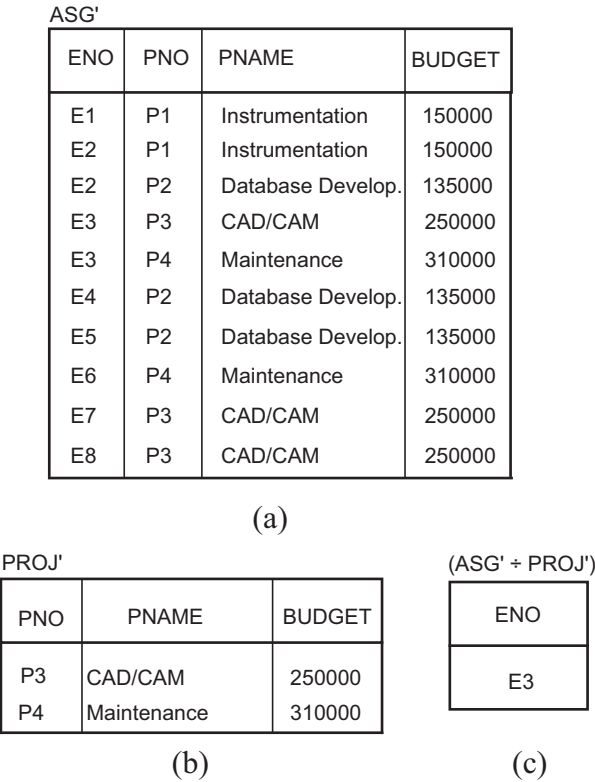 ASG'
ENO PNO PNAME BUDGET
E1 P1 Instrumentation 150000
E2 P1 Instrumentation 150000
E2 P2 Database Develop. 135000
E3 P3 CAD/CAM 250000
E3 P4 Maintenance 310000
E4 P2 Database Develop. 135000
E5 P2 Database Develop. 135000
E6 P4 Maintenance 310000
E7 P3 CAD/CAM 250000
E8 P3 CAD/CAM 250000
(a)
PROJ'
PNO PNAME BUDGET
P3 CAD/CAM 250000
P4 Maintenance 310000
(b)
(ASG' ÷ PROJ')
ENO
E3
(c)